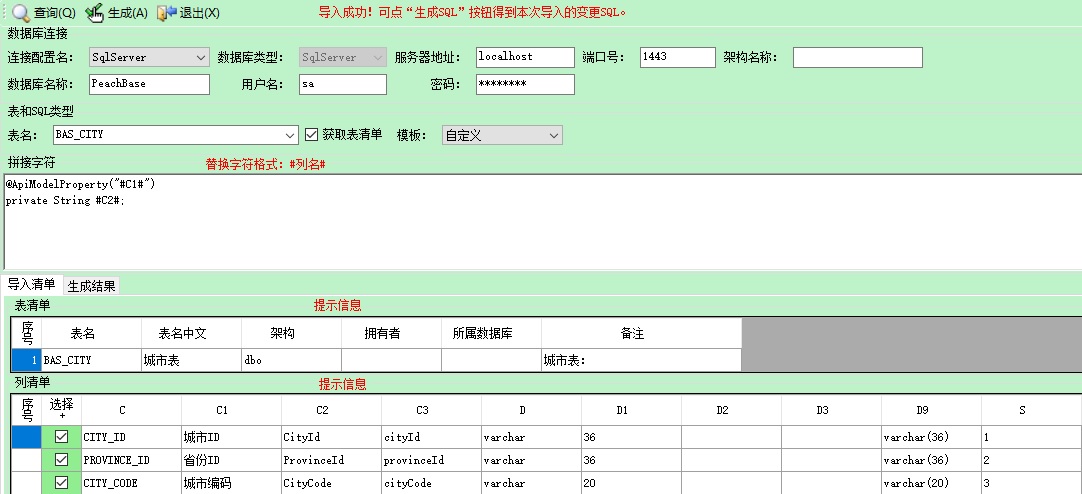 查询(Q) 生成(A) 退出(X) 导入成功！可点“生成SQL”按钮得到本次导入的变更SQL。
数据库连接
连接配置名： SqlServer 数据库类型： SqlServer 服务器地址： localhost 端口号： 1443 架构名称：
数据库名称： PeachBase 用户名： sa 密码： ********
表和SQL类型
表名： BAS_CITY 获取表清单 模板： 自定义
拼接字符 替换字符格式：#列名#
@ApiModelProperty("#C1#")
private String #C2#;
导入清单 生成结果
表清单 提示信息
序号 表名 表名中文 架构 拥有者 所属数据库 备注
1 BAS_CITY 城市表 dbo 城市表：
列清单 提示信息
序号 选择+ C C1 C2 C3 D D1 D2 D3 D9 S
CITY_ID 城市ID CityId cityId varchar 36 varchar(36) 1
PROVINCE_ID 省份ID ProvinceId provinceId varchar 36 varchar(36) 2
CITY_CODE 城市编码 CityCode cityCode varchar 20 varchar(20) 3